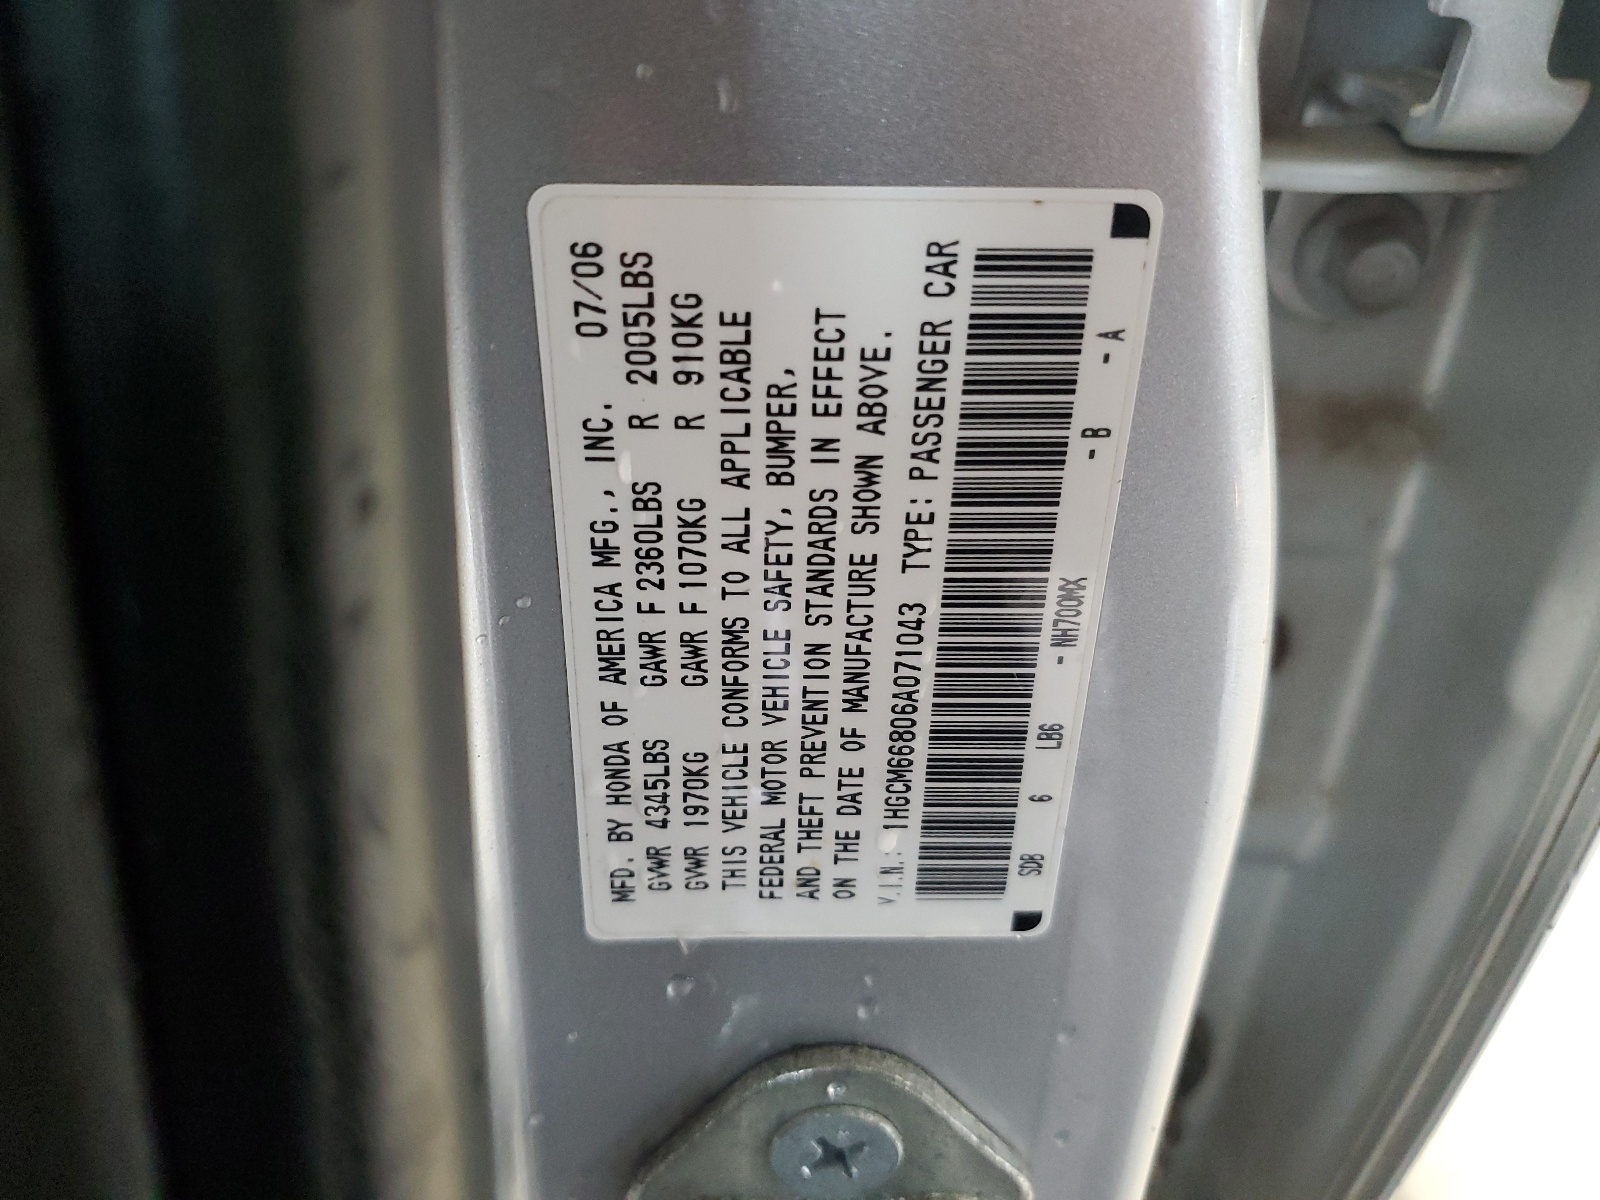 MFD. BY HONDA OF AMERICA MFG., INC. 07/06
GVWR 4345LBS GAWR F 2360LBS R 2005LBS
GVWR 1970KG GAWR F 1070KG R 910KG
THIS VEHICLE CONFORMS TO ALL APPLICABLE
FEDERAL MOTOR VEHICLE SAFETY, BUMPER,
AND THEFT PREVENTION STANDARDS IN EFFECT
ON THE DATE OF MANUFACTURE SHOWN ABOVE.
V.I.N.: 1HGCM66806A071043 TYPE: PASSENGER CAR
SDB 6 LB6 - NH700MX - B - A